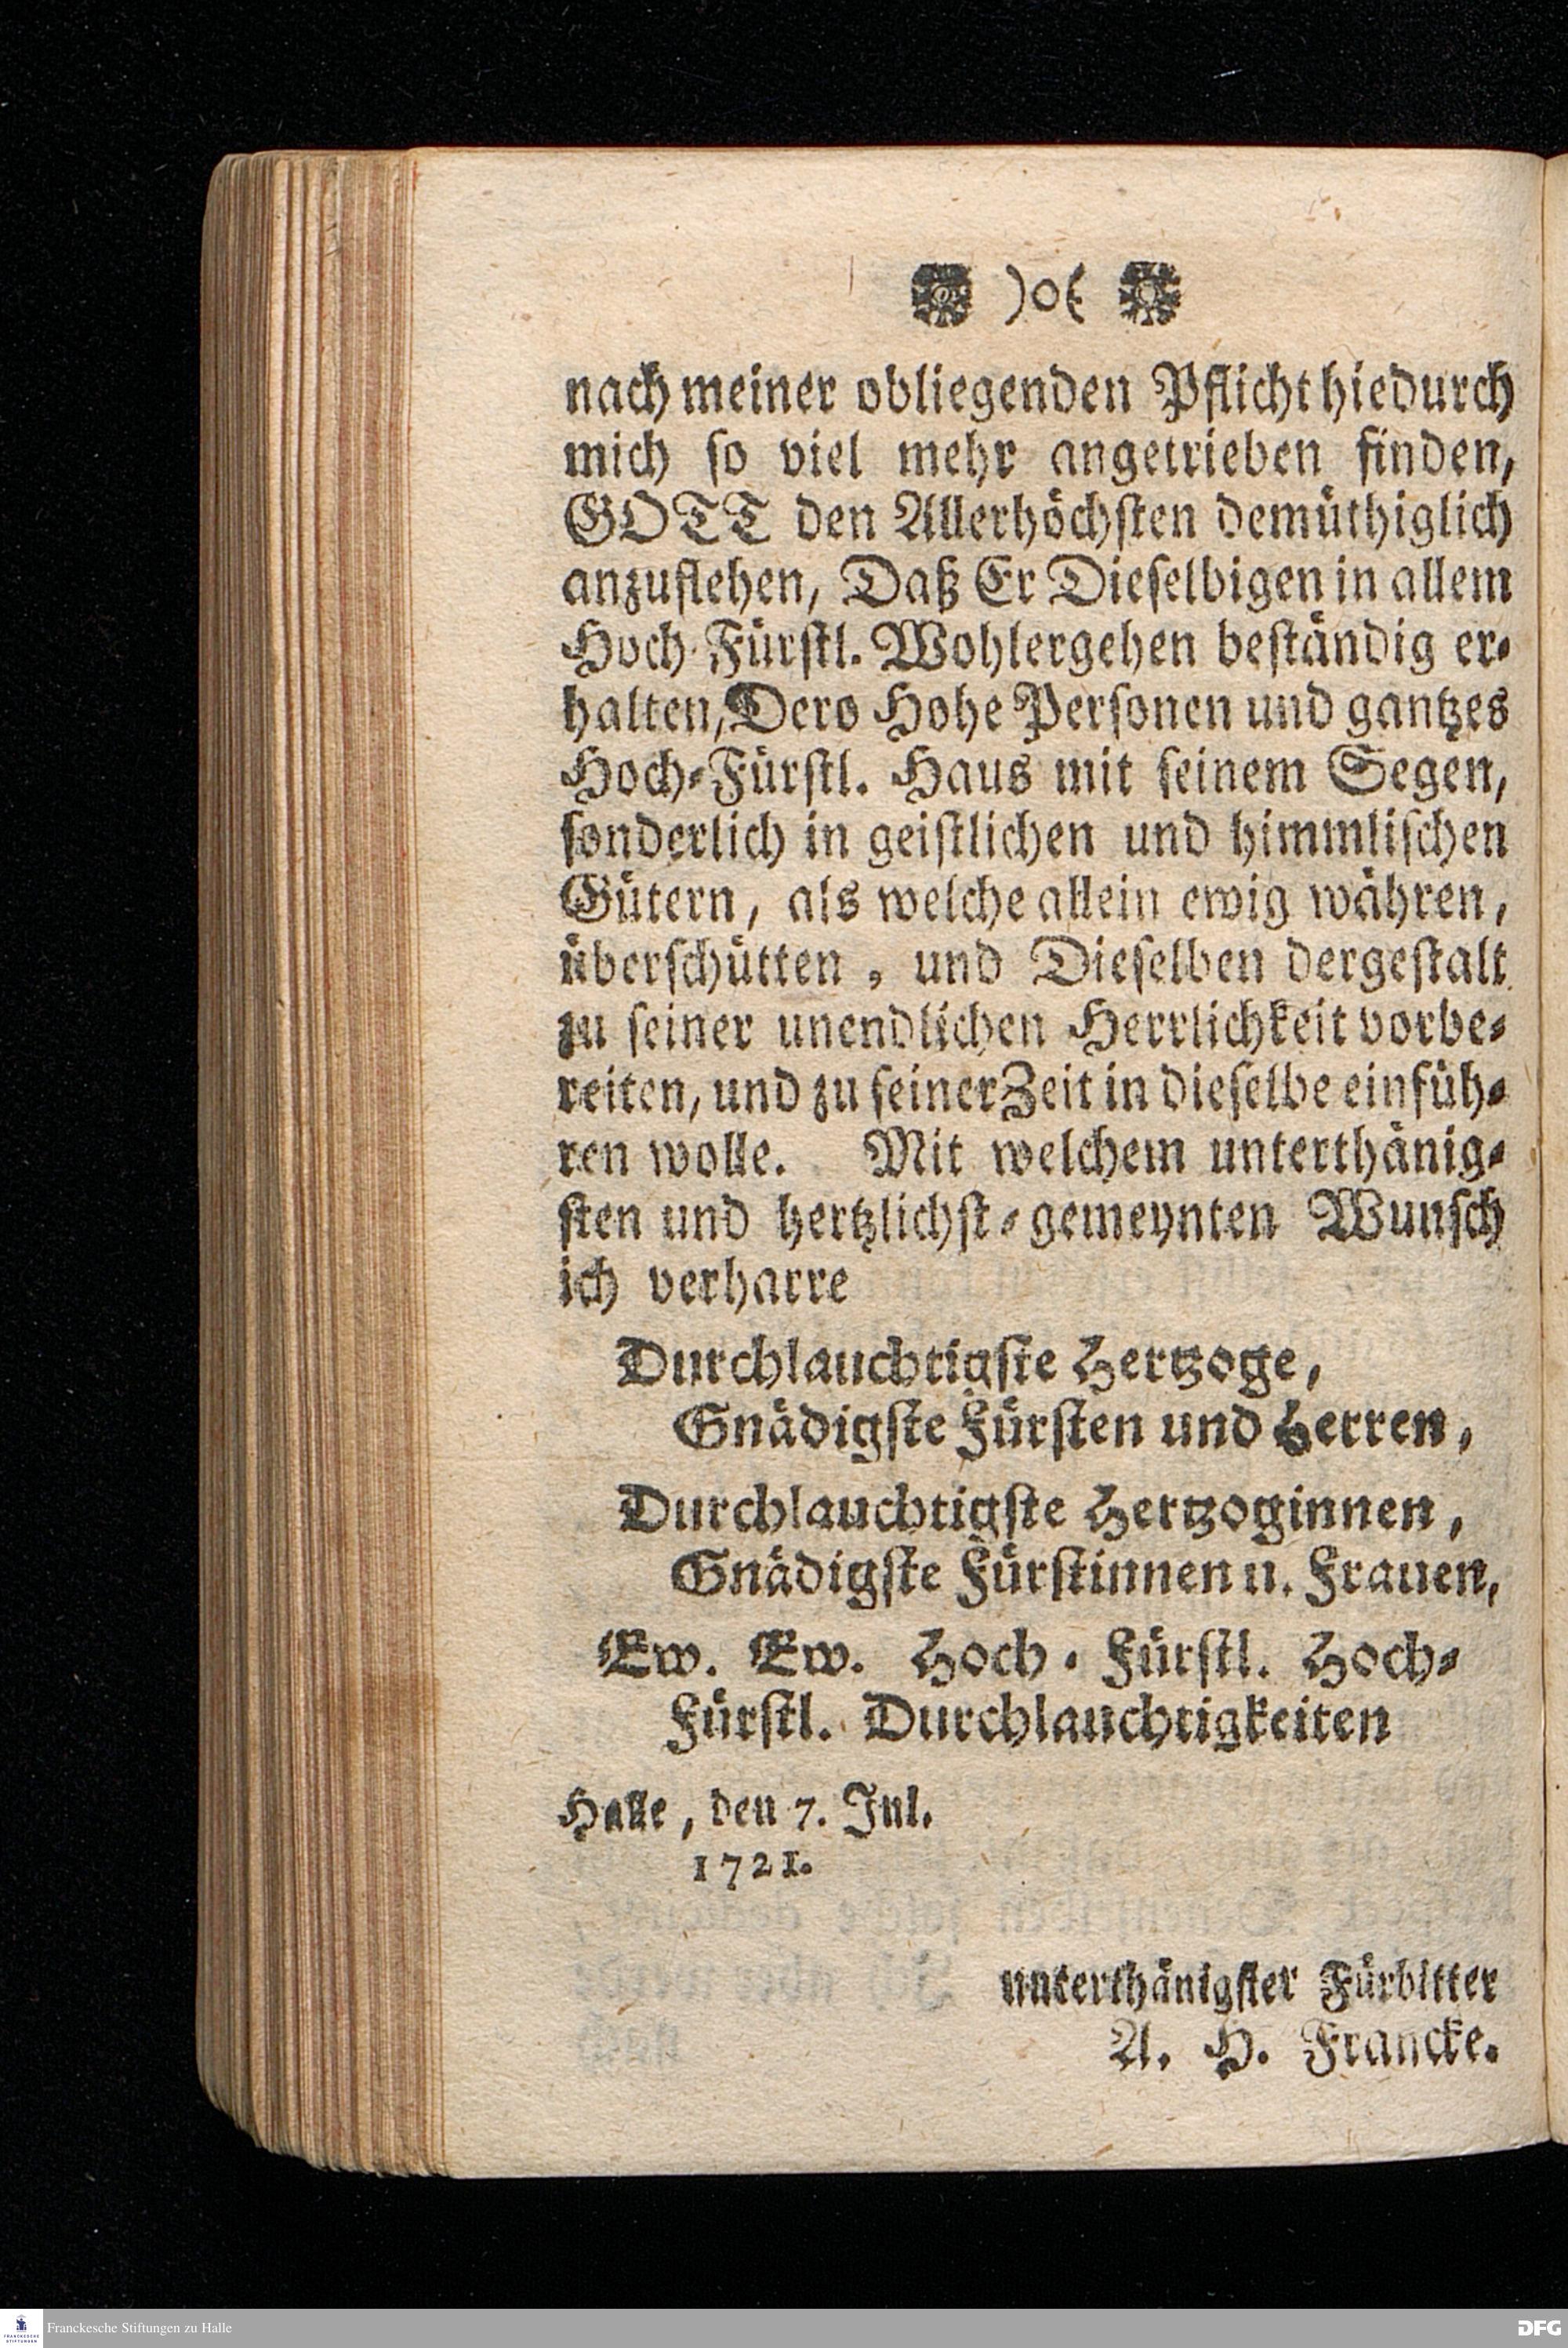 )o(
nach meiner obliegenden Pflicht hiedurch
mich ſo viel mehr angetrieben finden,
GOTT den Allerhöchſten demüthiglich
anzuflehen, Daß Er Dieſelbigen in allem
Hoch-Fürſtl. Wohlergehen beſtändig er-
halten, Dero Hohe Perſonen und gantzes
Hoch-Fürſtl. Haus mit ſeinem Segen,
ſonderlich in geiſtlichen und himmliſchen
Gütern, als welche allein ewig währen,
überſchütten, und Dieſelben dergeſtalt
zu ſeiner unendlichen Herrlichkeit vorbe-
reiten, und zu ſeiner Zeit in dieſelbe einfüh-
ren wolle. Mit welchem unterthänig-
ſten und hertzlichſt-gemeynten Wunſch
ich verharre
Durchlauchtigſte Hertzoge,
Gnädigſte Fürſten und Herren,
Durchlauchtigſte Hertzoginnen,
Gnädigſte Fürſtinnen u. Frauen,
Ew. Ew. Hoch-Fürſtl. Hoch-
Fürſtl. Durchlauchtigkeiten
Halle, den 7. Jul.
1721.
unterthänigſter Fürbitter
A. H. Francke.
FRANCKESCHE STIFTUNGEN
Franckesche Stiftungen zu Halle
DFG